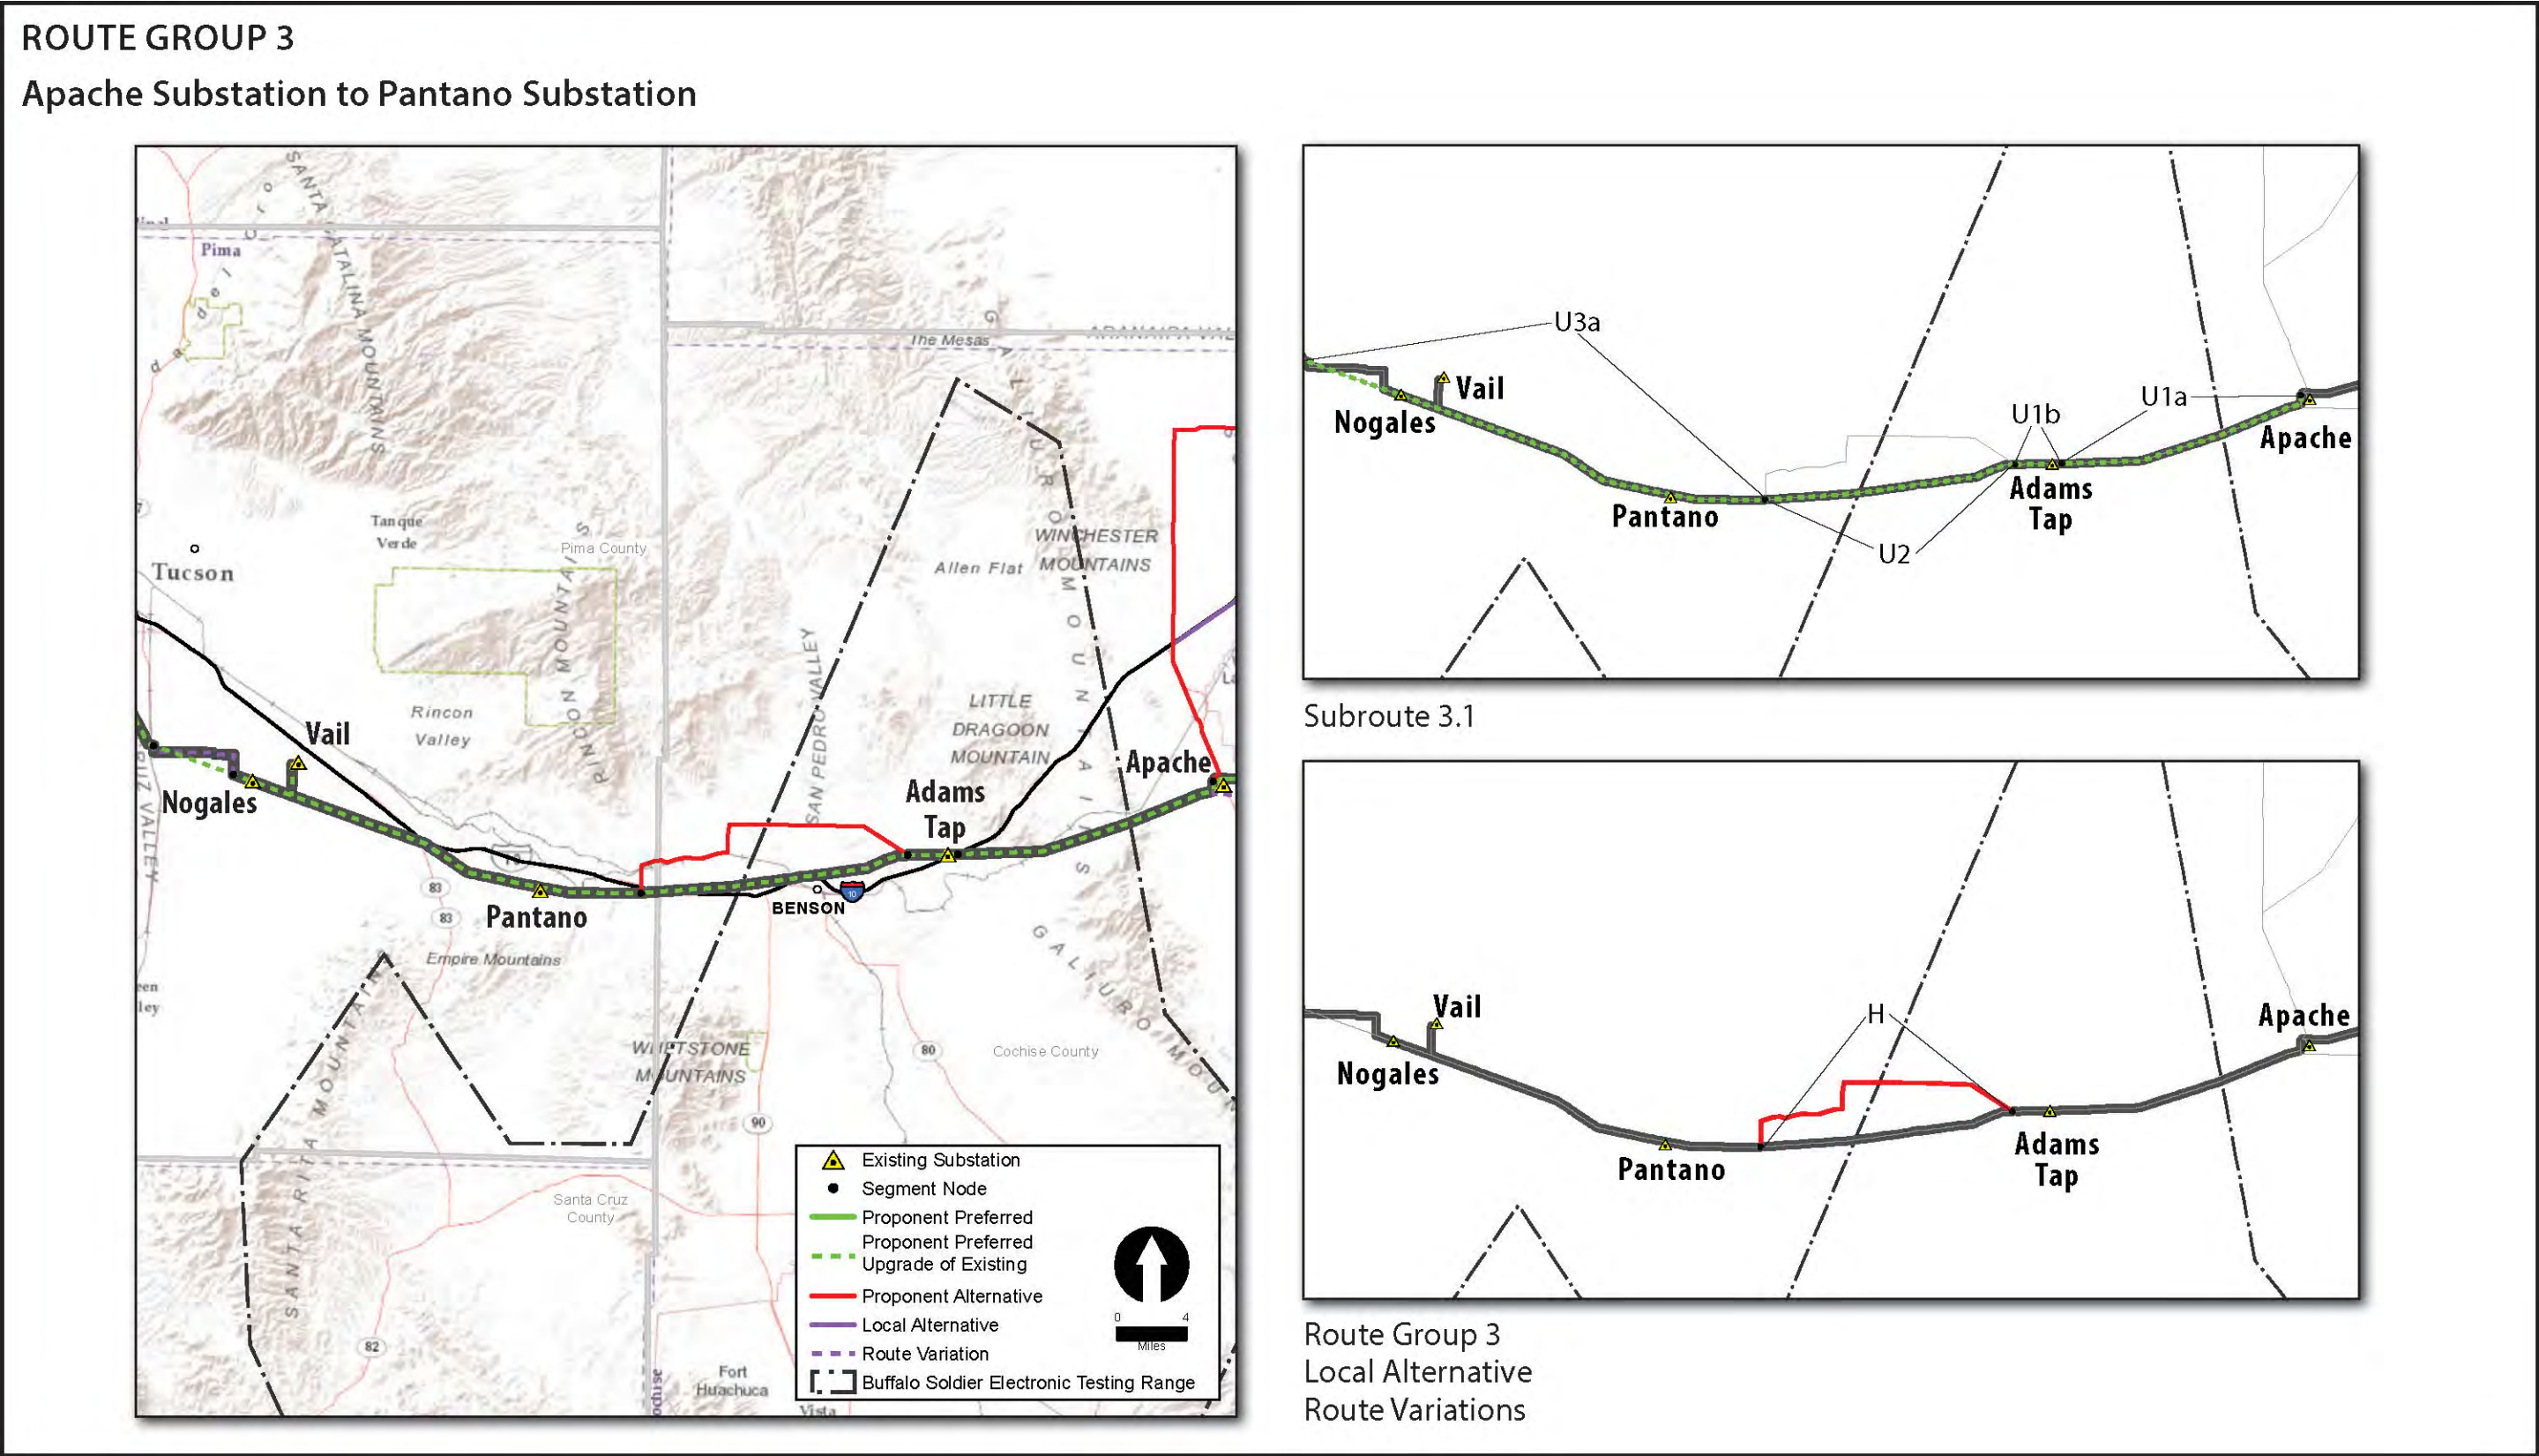 ROUTE GROUP 3
Apache Substation to Pantano Substation
SANTA CATALINA MOUNTAINS
Pima
The Mesas
GALIURO MOUNTAINS
WINCHESTER
MOUNTAINS
Allen Flat
Tanque
Verde
Pima County
Tucson
RINCON MOUNTAINS
SAN PEDRO VALLEY
Rincon
Valley
LITTLE
DRAGOON
MOUNTAIN
Vail
Nogales
Apache
Adams
Tap
83
83
Pantano
BENSON
10
Empire Mountains
GALIURO MOUN
WHETSTONE
MOUNTAINS
80
Cochise County
90
SANTA RITA MOUNTAIN
Santa Cruz
County
82
Fort
Huachuca
Vista
Existing Substation
Segment Node
Proponent Preferred
Proponent Preferred
Upgrade of Existing
Proponent Alternative
Local Alternative
Route Variation
Buffalo Soldier Electronic Testing Range
0 4
Miles
U3a
Vail
Nogales
U1a
U1b
Apache
Adams
Tap
Pantano
U2
Subroute 3.1
Vail
H
Apache
Nogales
Adams
Tap
Pantano
Route Group 3
Local Alternative
Route Variations